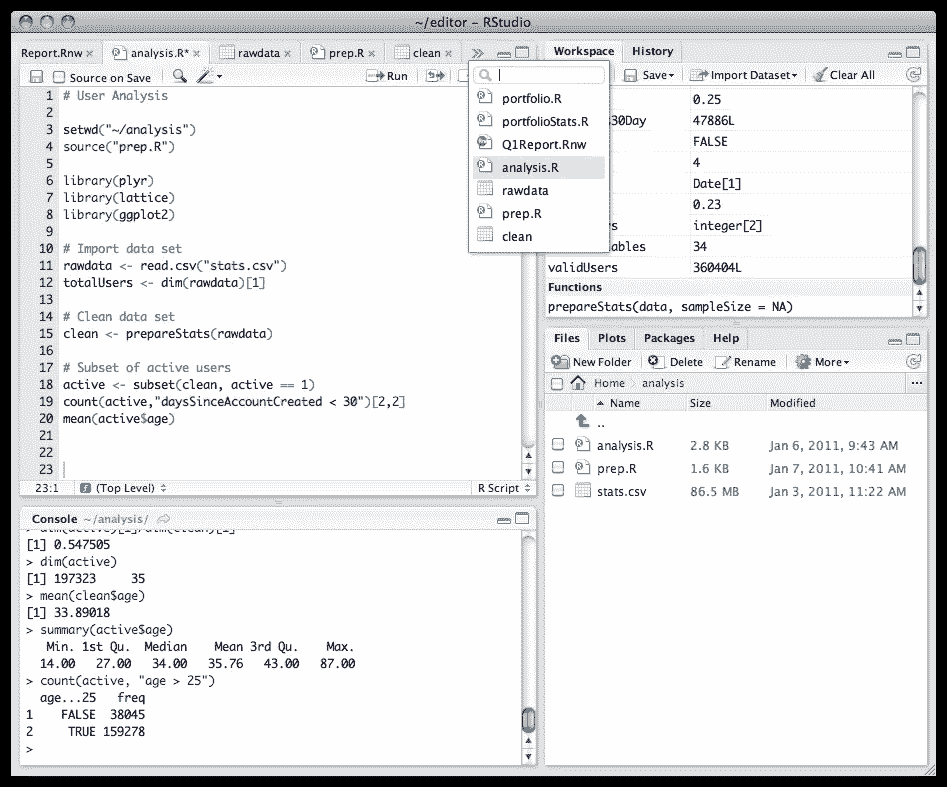 ~/editor – RStudio
Report.Rnw × analysis.R* × rawdata × prep.R × clean ×
Source on Save Run
1 # User Analysis
2
3 setwd("~/analysis")
4 source("prep.R")
5
6 library(plyr)
7 library(lattice)
8 library(ggplot2)
9
10 # Import data set
11 rawdata <- read.csv("stats.csv")
12 totalUsers <- dim(rawdata)[1]
13
14 # Clean data set
15 clean <- prepareStats(rawdata)
16
17 # Subset of active users
18 active <- subset(clean, active == 1)
19 count(active,"daysSinceAccountCreated < 30")[2,2]
20 mean(active$age)
21
22
23
23:1 (Top Level) R Script
portfolio.R
portfolioStats.R
Q1Report.Rnw
analysis.R
rawdata
prep.R
clean
Console ~/analysis/
[1] 0.547505
> dim(active)
[1] 197323 35
> mean(clean$age)
[1] 33.89018
> summary(active$age)
Min. 1st Qu. Median Mean 3rd Qu. Max.
14.00 27.00 34.00 35.76 43.00 87.00
> count(active, "age > 25")
age...25 freq
1 FALSE 38045
2 TRUE 159278
>
Workspace History
Save Import Dataset Clear All
0.25
30Day 47886L
FALSE
4
Date[1]
0.23
integer[2]
ables 34
validUsers 360404L
Functions
prepareStats(data, sampleSize = NA)
Files Plots Packages Help
New Folder Delete Rename More
Home analysis ...
Name Size Modified
..
analysis.R 2.8 KB Jan 6, 2011, 9:43 AM
prep.R 1.6 KB Jan 7, 2011, 10:41 AM
stats.csv 86.5 MB Jan 3, 2011, 11:22 AM